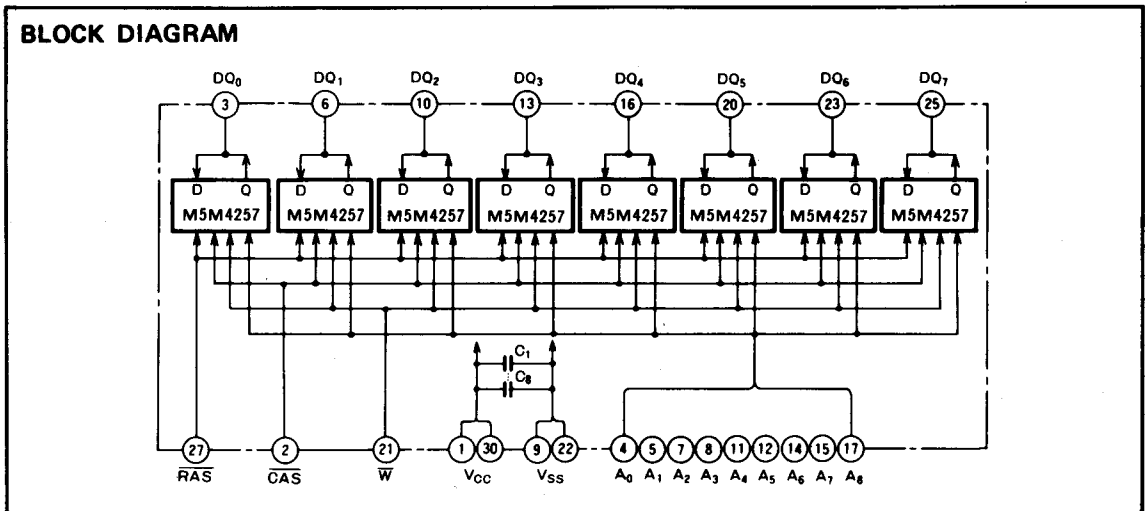 BLOCK DIAGRAM
DQ₀ DQ₁ DQ₂ DQ₃ DQ₄ DQ₅ DQ₆ DQ₇
3 6 10 13 16 20 23 25
D Q D Q D Q D Q D Q D Q D Q D Q
M5M4257 M5M4257 M5M4257 M5M4257 M5M4257 M5M4257 M5M4257 M5M4257
C₁
C₈
27 2 21 1 30 9 22 4 5 7 8 11 12 14 15 17
R̅A̅S̅ C̅A̅S̅ W̅ VCC VSS A₀ A₁ A₂ A₃ A₄ A₅ A₆ A₇ A₈